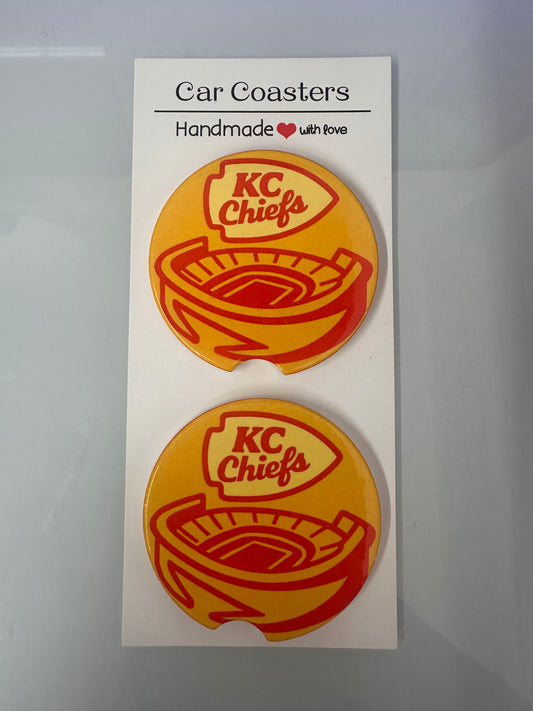 Car Coasters
Handmade with love
KC
Chiefs
KC
Chiefs